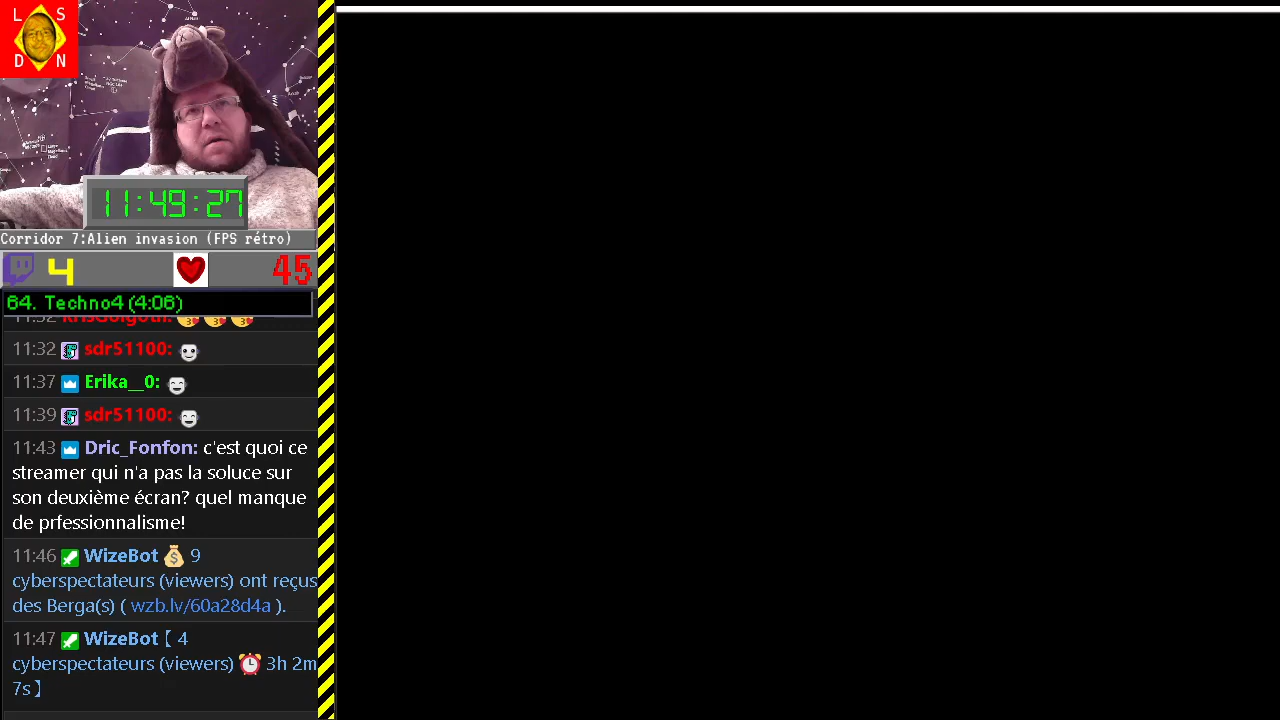 L S
D N
11:49:27
Corridor 7:Alien invasion (FPS rétro)
4 45
64. Techno4 (4:06)
11:32 KrisGolgoth:
11:32 sdr51100:
11:37 Erika__0:
11:39 sdr51100:
11:43 Dric_Fonfon: c'est quoi ce
streamer qui n'a pas la soluce sur
son deuxième écran? quel manque
de prfessionnalisme!
11:46 WizeBot 9
cyberspectateurs (viewers) ont reçus
des Berga(s) ( wzb.lv/60a28d4a ).
11:47 WizeBot 【 4
cyberspectateurs (viewers) 3h 2m
7s】